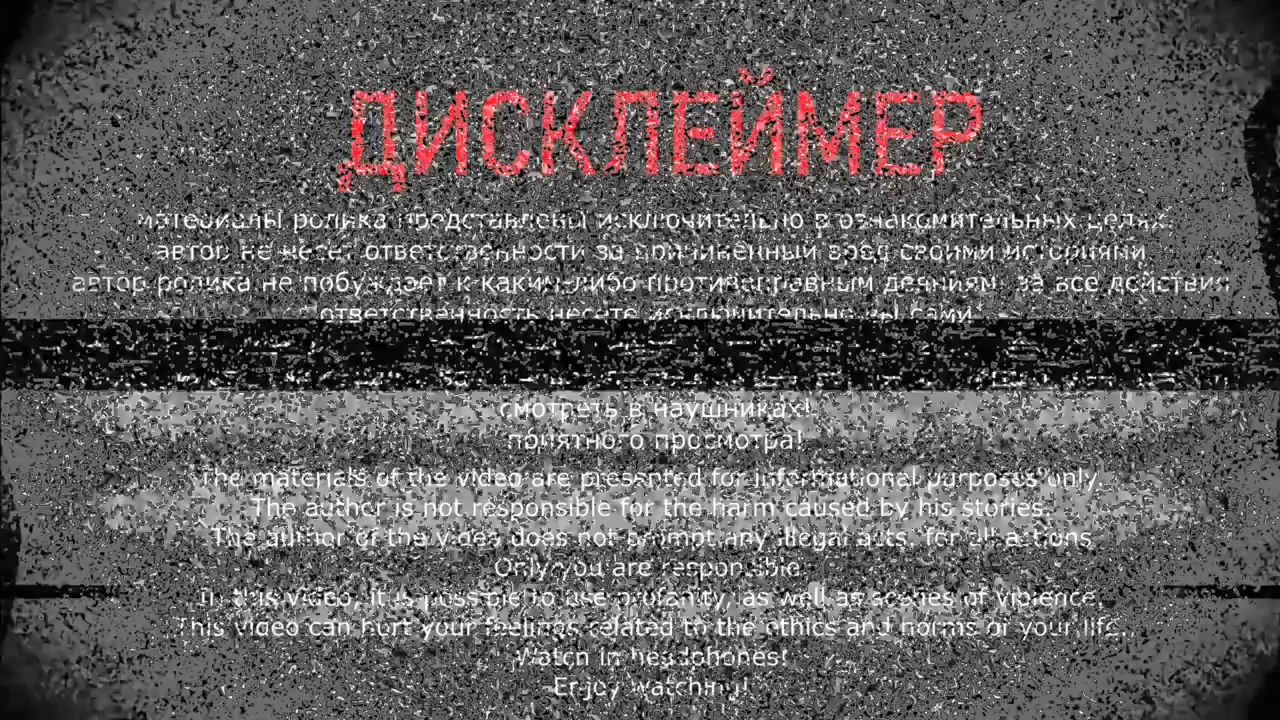 ДИСКЛЕЙМЕР
материалы ролика представлены исключительно в ознакомительных целях.
автор не несет ответственности за причинённый вред своими историями
автор ролика не побуждает к каким-либо противоправным деяниям. за все действия
ответственность несете исключительно вы сами.
смотреть в наушниках!
приятного просмотра!
The materials of the video are presented for informational purposes only.
The author is not responsible for the harm caused by his stories.
The author of the video does not prompt any illegal acts. for all actions
Only you are responsible
In this video, it is possible to use profanity, as well as scenes of violence.
This video can hurt your feelings related to the ethics and norms of your life.
Watch in headphones!
Enjoy watching!